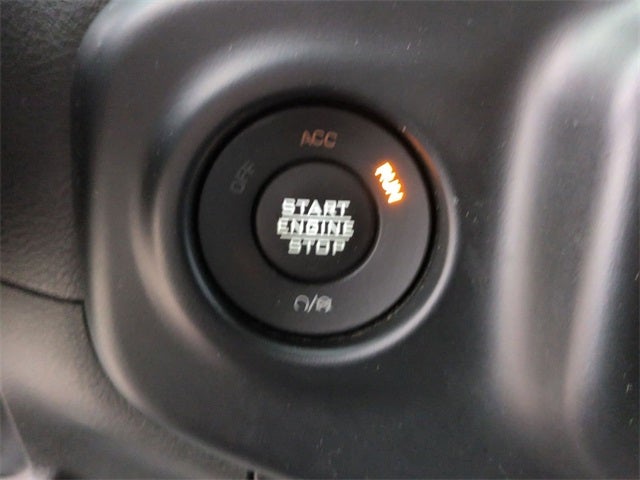 ACC
OFF
RUN
START
ENGINE
STOP